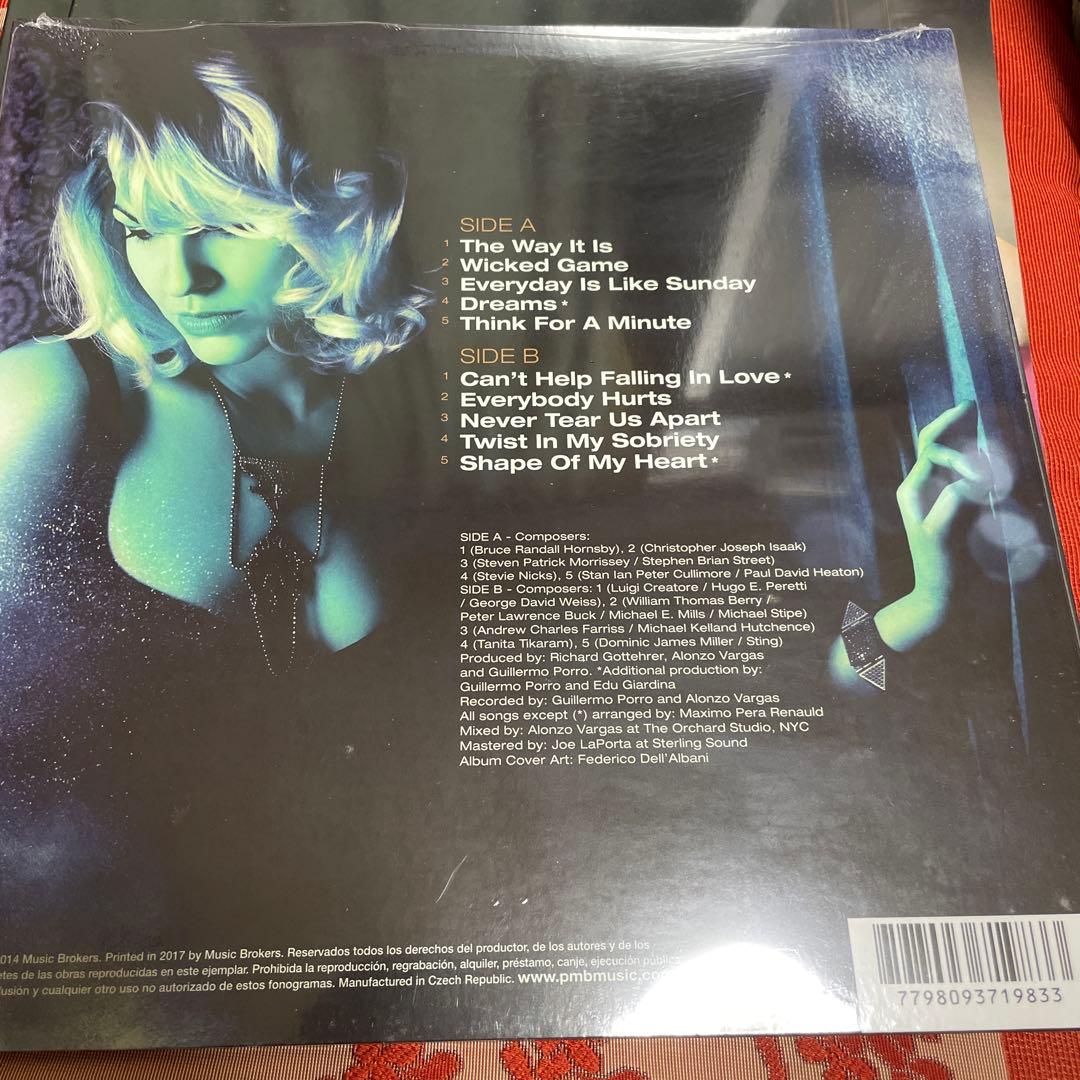 SIDE A
1 The Way It Is
2 Wicked Game
3 Everyday Is Like Sunday
4 Dreams*
5 Think For A Minute
SIDE B
1 Can't Help Falling In Love*
2 Everybody Hurts
3 Never Tear Us Apart
4 Twist In My Sobriety
5 Shape Of My Heart*
SIDE A - Composers:
1 (Bruce Randall Hornsby), 2 (Christopher Joseph Isaak)
3 (Steven Patrick Morrissey / Stephen Brian Street)
4 (Stevie Nicks), 5 (Stan Ian Peter Cullimore / Paul David Heaton)
SIDE B - Composers: 1 (Luigi Creatore / Hugo E. Peretti
/ George David Weiss), 2 (William Thomas Berry /
Peter Lawrence Buck / Michael E. Mills / Michael Stipe)
3 (Andrew Charles Farriss / Michael Kelland Hutchence)
4 (Tanita Tikaram), 5 (Dominic James Miller / Sting)
Produced by: Richard Gottehrer, Alonzo Vargas
and Guillermo Porro. *Additional production by:
Guillermo Porro and Edu Giardina
Recorded by: Guillermo Porro and Alonzo Vargas
All songs except (*) arranged by: Maximo Pera Renauld
Mixed by: Alonzo Vargas at The Orchard Studio, NYC
Mastered by: Joe LaPorta at Sterling Sound
Album Cover Art: Federico Dell'Albani
014 Music Brokers. Printed in 2017 by Music Brokers. Reservados todos los derechos del productor, de los autores y de los
etes de las obras reproducidas en este ejemplar. Prohibida la reproducción, regrabación, alquiler, préstamo, canje, ejecución pública
usión y cualquier otro uso no autorizado de estos fonogramas. Manufactured in Czech Republic. www.pmbmusic.co
7798093719833